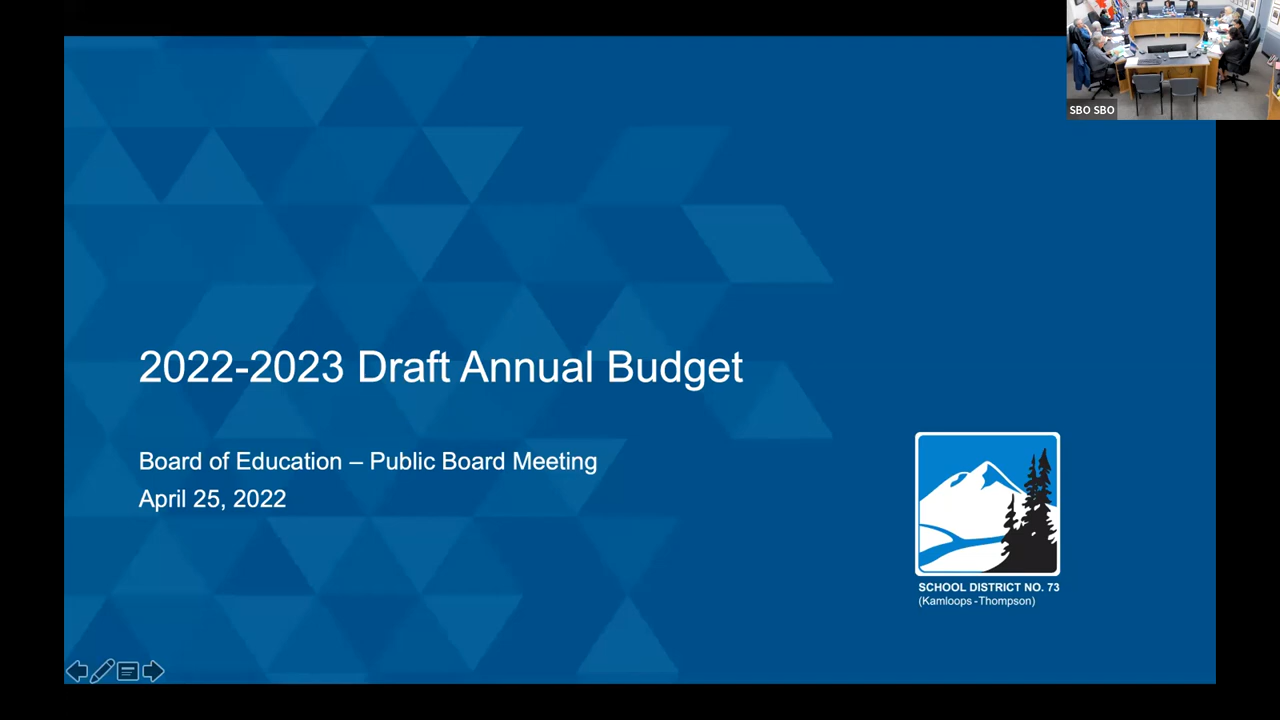 SBO SBO
2022-2023 Draft Annual Budget
Board of Education – Public Board Meeting
April 25, 2022
SCHOOL DISTRICT NO. 73
(Kamloops-Thompson)